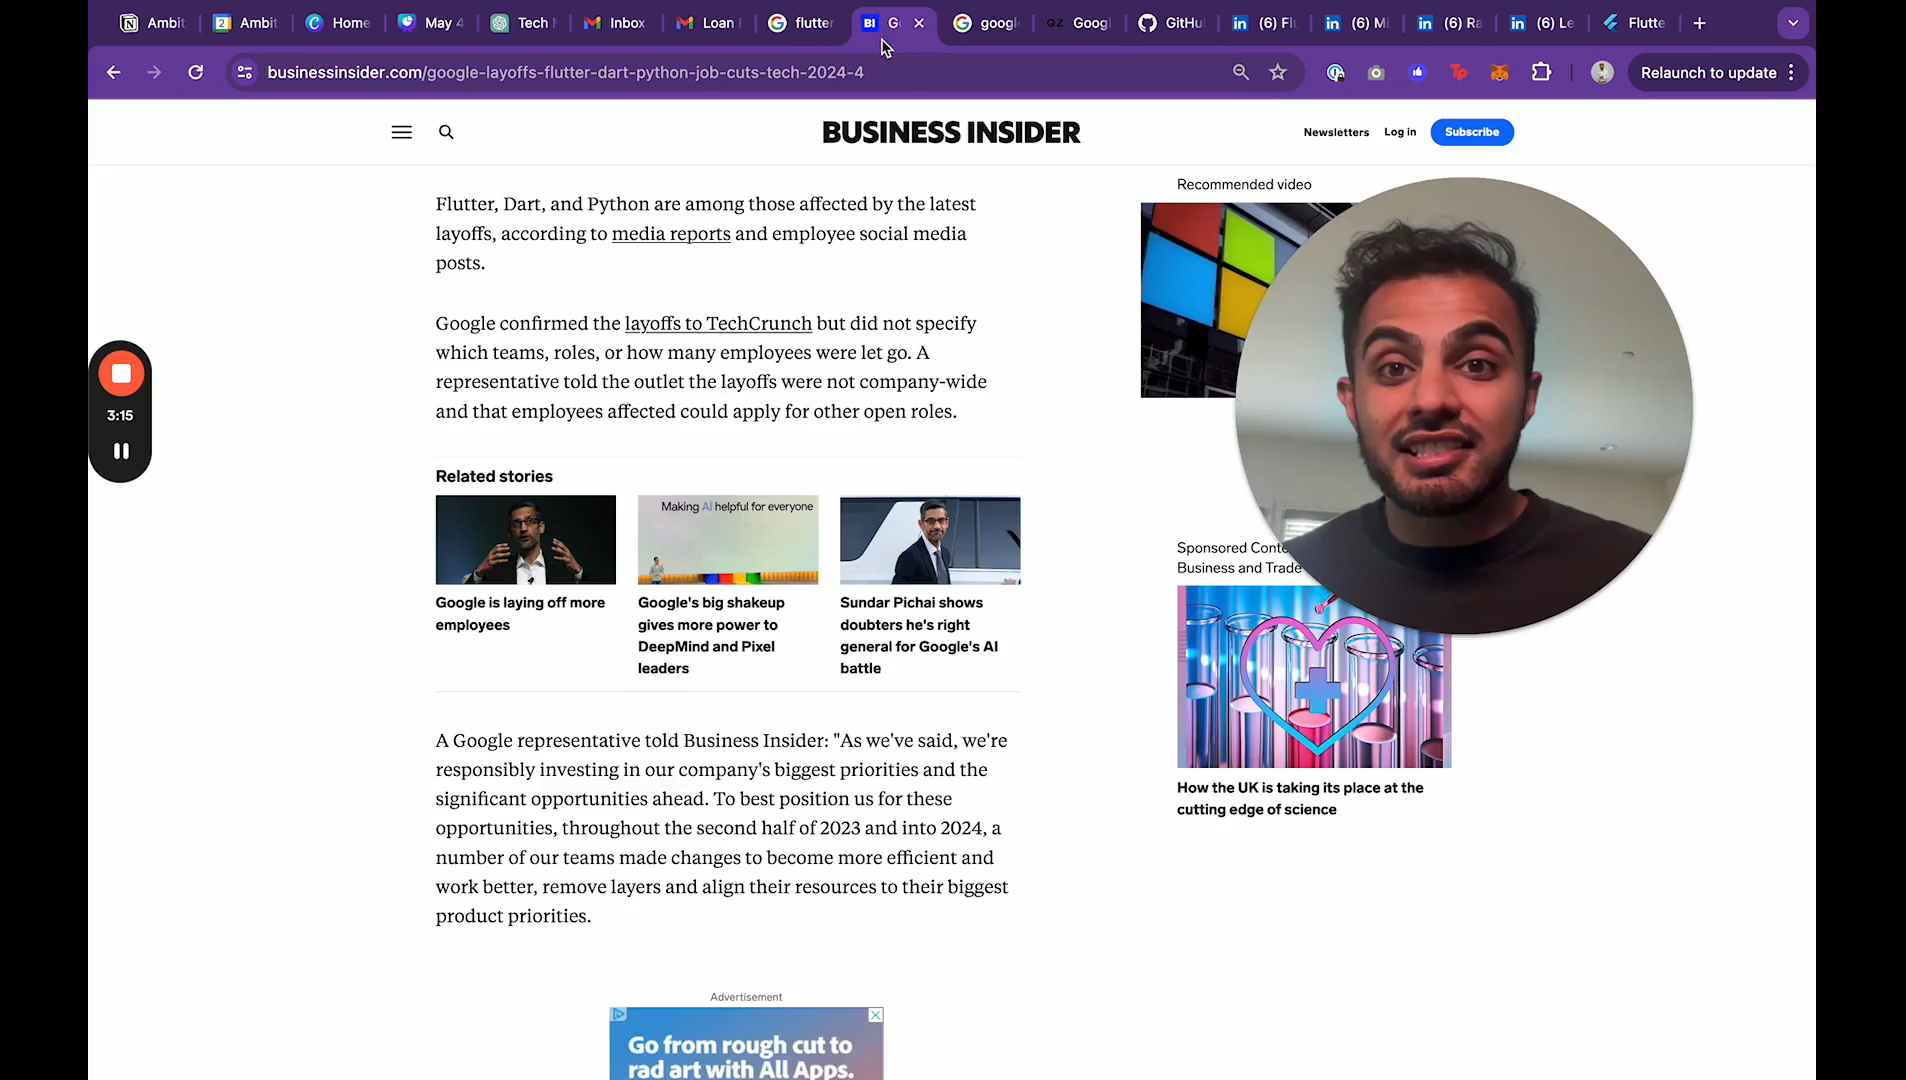 Ambit
2
Ambit
Home
May 4
Tech
Inbox
Loan
flutter
BI
google
QZ
Googl
GitHu
in
(6) Flu
in
(6) Mi
in
(6) Ra
in
(6) Le
Flutte
businessinsider.com/google-layoffs-flutter-dart-python-job-cuts-tech-2024-4
Tp
Relaunch to update
BUSINESS INSIDER
Newsletters
Log in
Subscribe
Flutter, Dart, and Python are among those affected by the latest
layoffs, according to media reports and employee social media
posts.
Google confirmed the layoffs to TechCrunch but did not specify
which teams, roles, or how many employees were let go. A
representative told the outlet the layoffs were not company-wide
and that employees affected could apply for other open roles.
3:15
Related stories
Making AI helpful for everyone
Google is laying off more
employees
Google's big shakeup
gives more power to
DeepMind and Pixel
leaders
Sundar Pichai shows
doubters he's right
general for Google's AI
battle
A Google representative told Business Insider: "As we've said, we're
responsibly investing in our company's biggest priorities and the
significant opportunities ahead. To best position us for these
opportunities, throughout the second half of 2023 and into 2024, a
number of our teams made changes to become more efficient and
work better, remove layers and align their resources to their biggest
product priorities.
Advertisement
Go from rough cut to
rad art with All Apps.
Recommended video
Sponsored Conte
Business and Trade
How the UK is taking its place at the
cutting edge of science